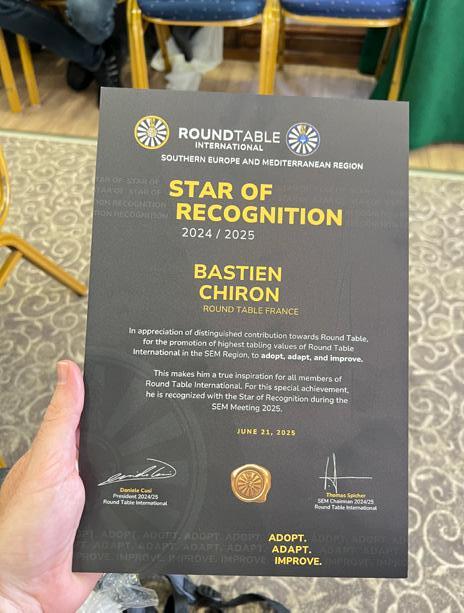 ROUNDTABLE
INTERNATIONAL
SOUTHERN EUROPE AND MEDITERRANEAN REGION
STAR OF
RECOGNITION
2024 / 2025
BASTIEN
CHIRON
ROUND TABLE FRANCE
In appreciation of distinguished contribution towards Round Table,
for the promotion of highest tabling values of Round Table
International in the SEM Region, to adopt, adapt, and improve.
This makes him a true inspiration for all members of
Round Table International. For this special achievement,
he is recognized with the Star of Recognition during the
SEM Meeting 2025.
JUNE 21, 2025
Daniele Cusi
President 2024/25
Round Table International
Thomas Spicher
SEM Chairman 2024/25
Round Table International
ADOPT.
ADAPT.
IMPROVE.